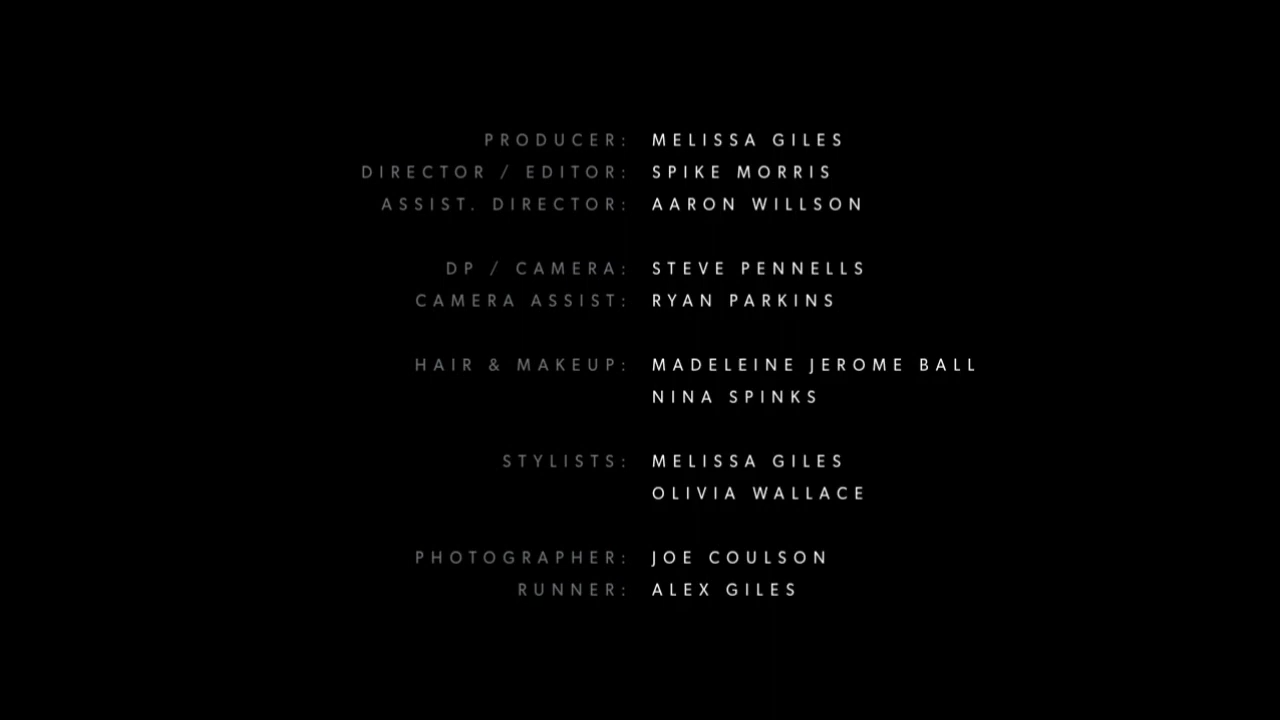 PRODUCER: MELISSA GILES
DIRECTOR / EDITOR: SPIKE MORRIS
ASSIST. DIRECTOR: AARON WILLSON
DP / CAMERA: STEVE PENNELLS
CAMERA ASSIST: RYAN PARKINS
HAIR & MAKEUP: MADELEINE JEROME BALL
NINA SPINKS
STYLISTS: MELISSA GILES
OLIVIA WALLACE
PHOTOGRAPHER: JOE COULSON
RUNNER: ALEX GILES